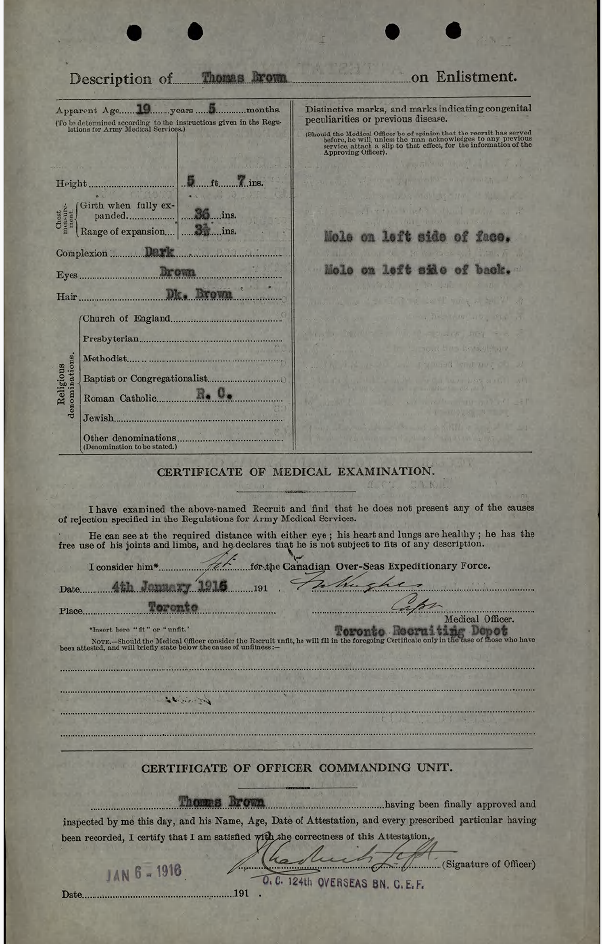 Description of Thomas Brown on Enlistment.
Apparent Age 19 years 5 months
(To be determined according to the instructions given in the Regu-
lations for Army Medical Services.)
Height 5 ft. 7 ins.
Chest
measure-
ment.
Girth when fully ex-
panded 36 ins.
Range of expansion 3½ ins.
Complexion Dark
Eyes Brown
Hair Dk. Brown
Religious
denominations.
Church of England
Presbyterian
Methodist
Baptist or Congregationalist
Roman Catholic R. C.
Jewish
Other denominations
(Denomination to be stated.)
Distinctive marks, and marks indicating congenital
peculiarities or previous disease.
(Should the Medical Officer be of opinion that the recruit has served
before, he will, unless the man acknowledges to any previous
service, attach a slip to that effect, for the information of the
Approving Officer).
Mole on left side of face.
Mole on left side of back.
CERTIFICATE OF MEDICAL EXAMINATION.
I have examined the above-named Recruit and find that he does not present any of the causes
of rejection specified in the Regulations for Army Medical Services.
He can see at the required distance with either eye; his heart and lungs are healthy; he has the
free use of his joints and limbs, and he declares that he is not subject to fits of any description.
I consider him* fit for the Canadian Over-Seas Expeditionary Force.
Date 4th January 1916 191 .
Place Toronto Capt
Medical Officer.
*Insert here "fit" or "unfit."
Toronto Recruiting Depot
NOTE.—Should the Medical Officer consider the Recruit unfit, he will fill in the foregoing Certificate only in the case of those who have
been attested, and will briefly state below the cause of unfitness:—
CERTIFICATE OF OFFICER COMMANDING UNIT.
Thomas Brown having been finally approved and
inspected by me this day, and his Name, Age, Date of Attestation, and every prescribed particular having
been recorded, I certify that I am satisfied with the correctness of this Attestation.
(Signature of Officer)
JAN 6 - 1916
O. C. 124th OVERSEAS BN. C. E. F.
Date 191 .